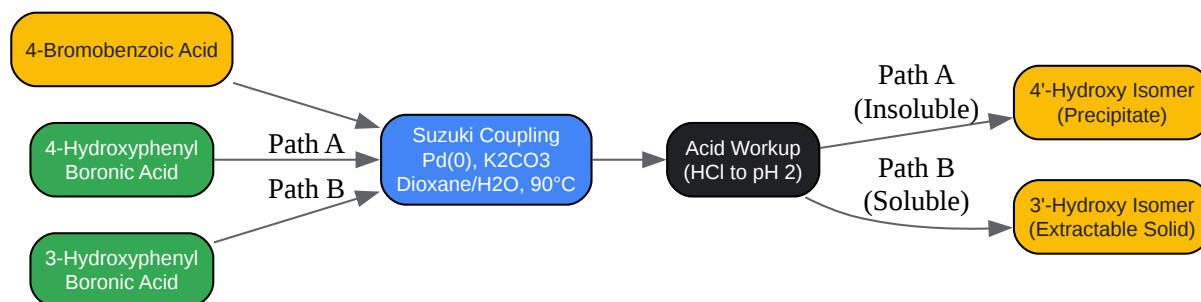 4-Bromobenzoic Acid
4-Hydroxyphenyl
Boronic Acid
3-Hydroxyphenyl
Boronic Acid
Path A
Path B
Suzuki Coupling
Pd(0), K2CO3
Dioxane/H2O, 90°C
Acid Workup
(HCl to pH 2)
Path A
(Insoluble)
Path B
(Soluble)
4'-Hydroxy Isomer
(Precipitate)
3'-Hydroxy Isomer
(Extractable Solid)